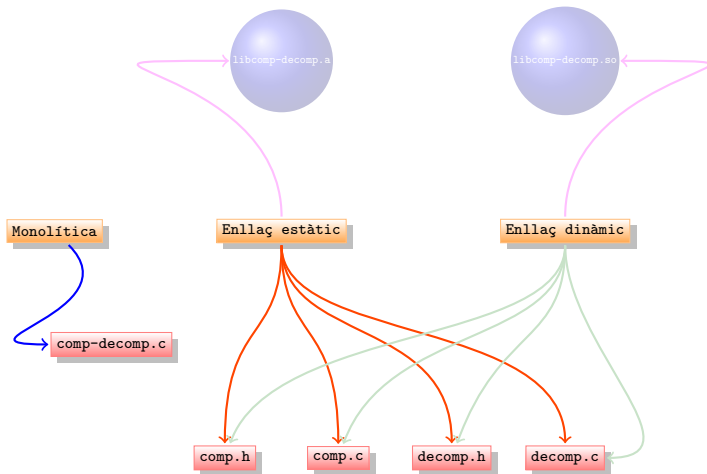 libcomp-decomp.a
libcomp-decomp.so
Monolítica
Enllaç estàtic
Enllaç dinàmic
comp-decomp.c
comp.h
comp.c
decomp.h
decomp.c